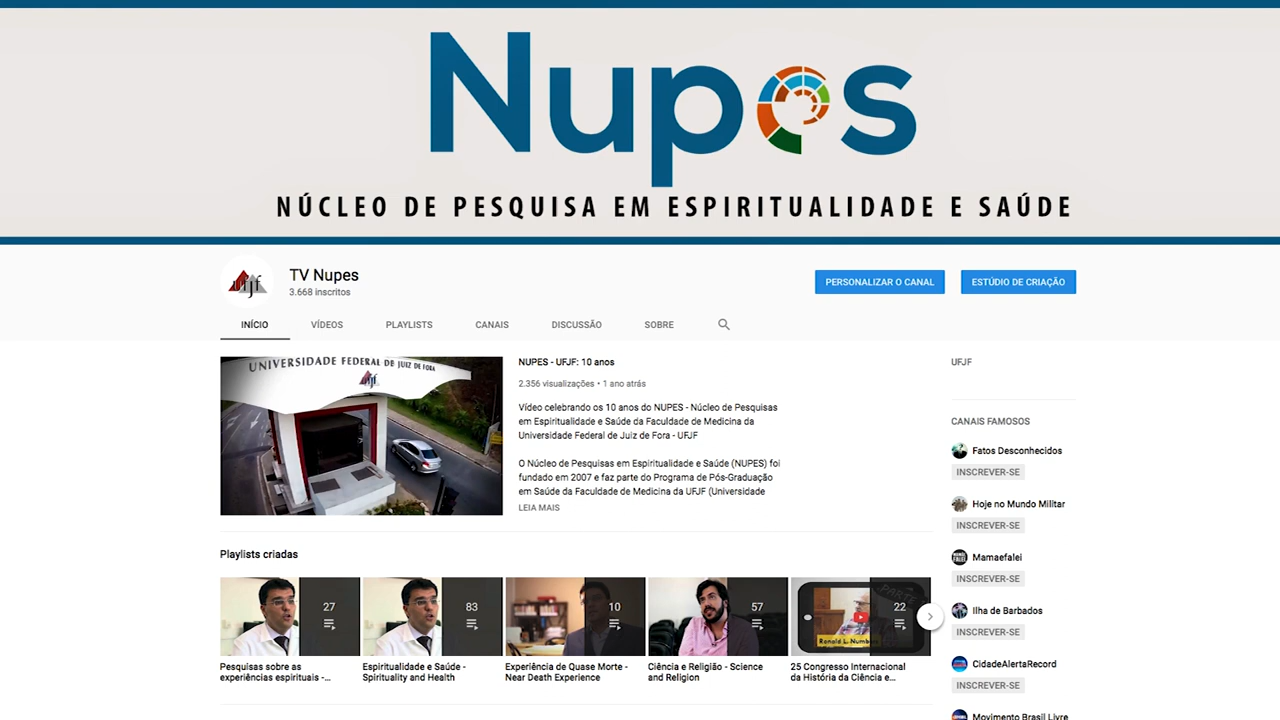 Nupes
NÚCLEO DE PESQUISA EM ESPIRITUALIDADE E SAÚDE
ufjf
TV Nupes
3.668 inscritos
PERSONALIZAR O CANAL
ESTÚDIO DE CRIAÇÃO
INÍCIO
VÍDEOS
PLAYLISTS
CANAIS
DISCUSSÃO
SOBRE
UNIVERSIDADE FEDERAL DE JUIZ DE FORA
ufjf
NUPES - UFJF: 10 anos
2.356 visualizações • 1 ano atrás
Vídeo celebrando os 10 anos do NUPES - Núcleo de Pesquisas
em Espiritualidade e Saúde da Faculdade de Medicina da
Universidade Federal de Juiz de Fora - UFJF
O Núcleo de Pesquisas em Espiritualidade e Saúde (NUPES) foi
fundado em 2007 e faz parte do Programa de Pós-Graduação
em Saúde da Faculdade de Medicina da UFJF (Universidade
LEIA MAIS
Playlists criadas
27
Pesquisas sobre as
experiências espirituais -...
83
Espiritualidade e Saúde -
Spirituality and Health
10
Experiência de Quase Morte -
Near Death Experience
57
Ciência e Religião - Science
and Religion
22
Ronald L. Numbers
25 Congresso Internacional
da História da Ciência e...
UFJF
CANAIS FAMOSOS
Fatos Desconhecidos
INSCREVER-SE
Hoje no Mundo Militar
INSCREVER-SE
Mamaefalei
INSCREVER-SE
Ilha de Barbados
INSCREVER-SE
CidadeAlertaRecord
INSCREVER-SE
Movimento Brasil Livre